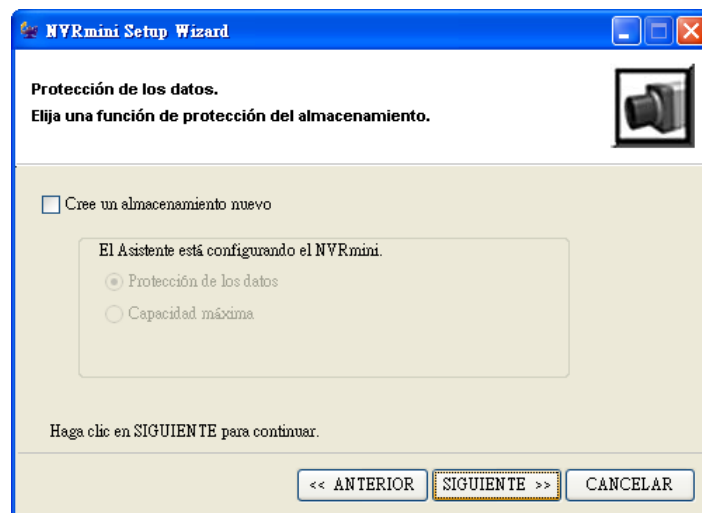 NVRmini Setup Wizard
Protección de los datos.
Elija una función de protección del almacenamiento.
Cree un almacenamiento nuevo
El Asistente está configurando el NVRmini.
Protección de los datos
Capacidad máxima
Haga clic en SIGUIENTE para continuar.
<< ANTERIOR
SIGUIENTE >>
CANCELAR